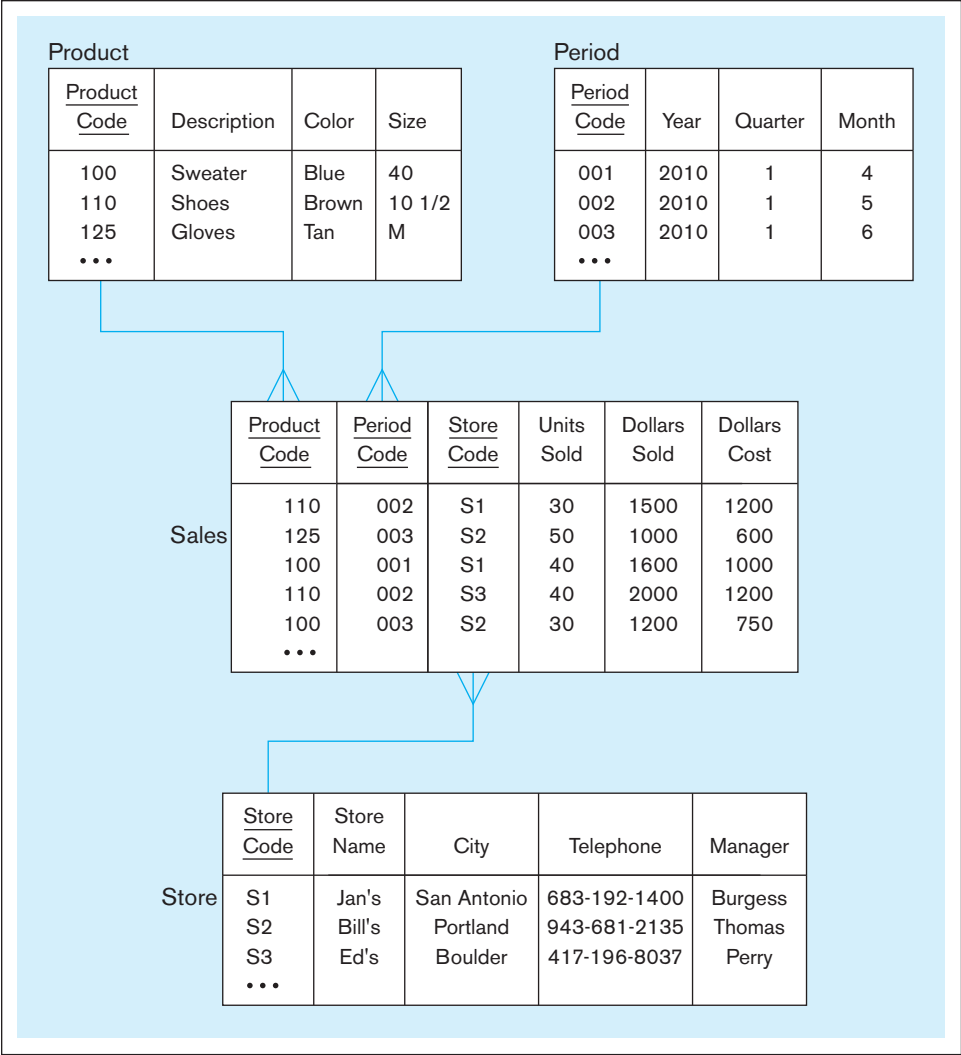 Product
Product Code Description Color Size
100 Sweater Blue 40
110 Shoes Brown 10 1/2
125 Gloves Tan M
• • •
Period
Period Code Year Quarter Month
001 2010 1 4
002 2010 1 5
003 2010 1 6
• • •
Sales
Product Code Period Code Store Code Units Sold Dollars Sold Dollars Cost
110 002 S1 30 1500 1200
125 003 S2 50 1000 600
100 001 S1 40 1600 1000
110 002 S3 40 2000 1200
100 003 S2 30 1200 750
• • •
Store
Store Code Store Name City Telephone Manager
S1 Jan's San Antonio 683-192-1400 Burgess
S2 Bill's Portland 943-681-2135 Thomas
S3 Ed's Boulder 417-196-8037 Perry
• • •